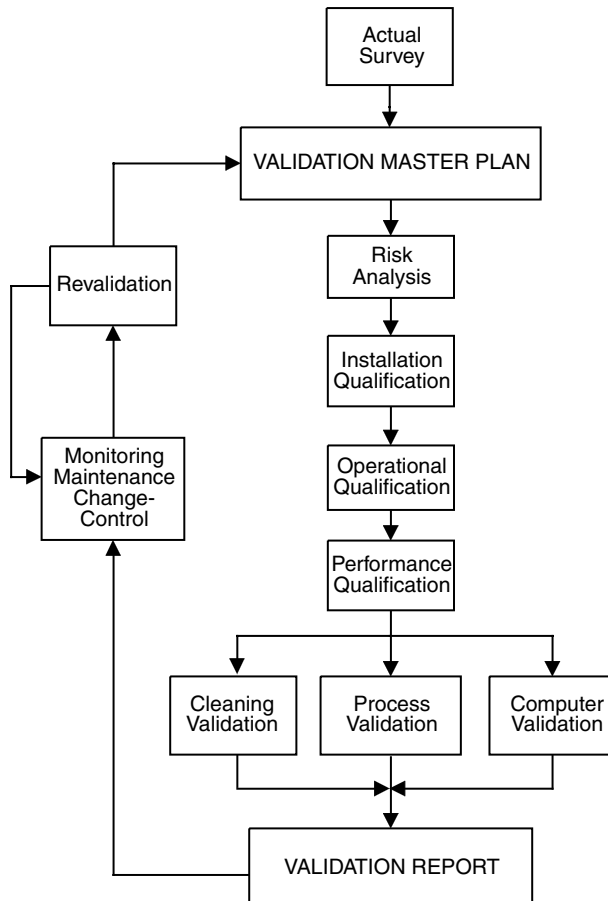 Actual
Survey
VALIDATION MASTER PLAN
Risk
Analysis
Revalidation
Installation
Qualification
Monitoring
Maintenance
Change-
Control
Operational
Qualification
Performance
Qualification
Cleaning
Validation
Process
Validation
Computer
Validation
VALIDATION REPORT